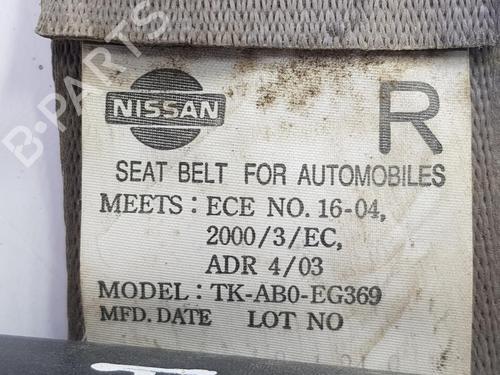 NISSAN
R
SEAT BELT FOR AUTOMOBILES
MEETS : ECE NO. 16-04,
2000/3/EC,
ADR 4/03
MODEL : TK-AB0-EG369
MFD. DATE LOT NO
B-PARTS